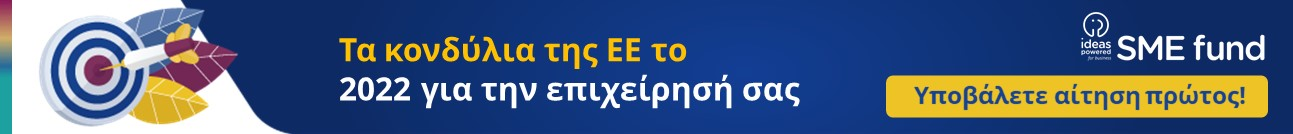 Τα κονδύλια της ΕΕ το
2022 για την επιχείρησή σας
ideas
powered
for business
SME fund
Υποβάλετε αίτηση πρώτος!